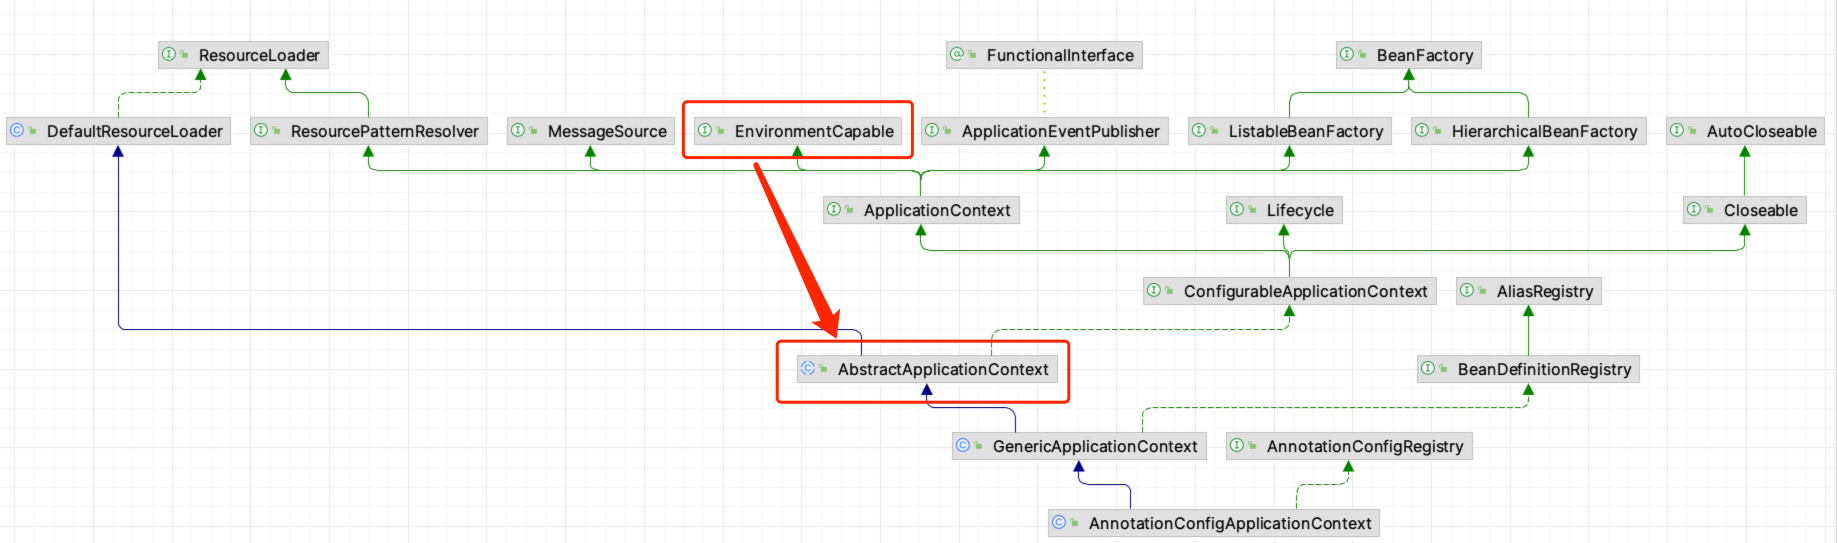 ResourceLoader
FunctionalInterface
BeanFactory
DefaultResourceLoader
ResourcePatternResolver
MessageSource
EnvironmentCapable
ApplicationEventPublisher
ListableBeanFactory
HierarchicalBeanFactory
AutoCloseable
ApplicationContext
Lifecycle
Closeable
ConfigurableApplicationContext
AliasRegistry
AbstractApplicationContext
BeanDefinitionRegistry
GenericApplicationContext
AnnotationConfigRegistry
AnnotationConfigApplicationContext